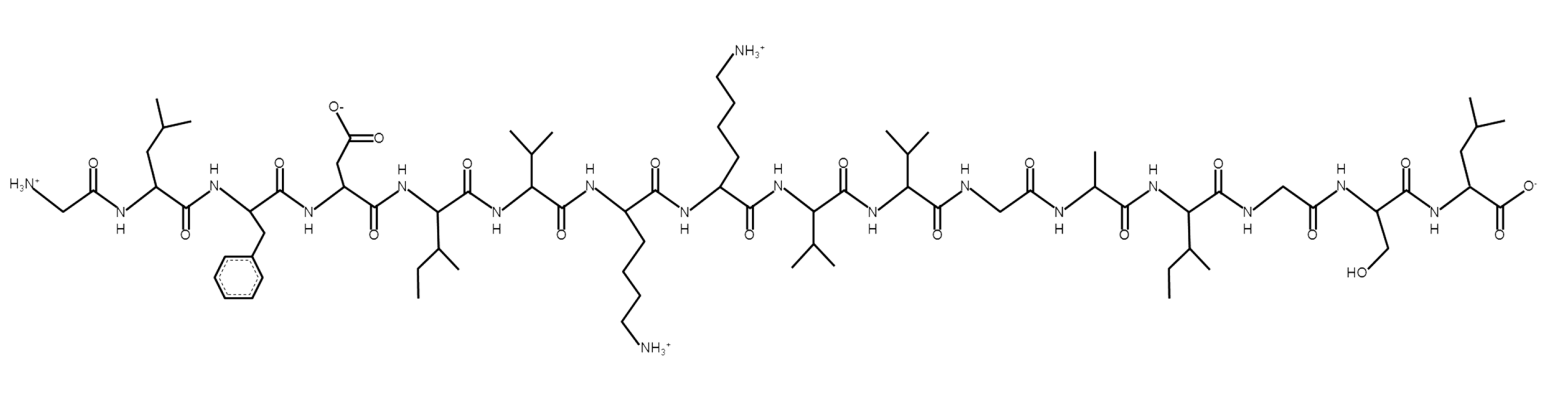 NH₃⁺
O-
O
H₃N⁺ O N H H N O O N H O H N O N H O H N O N H O H N O N H O H N O N H O H N O N H O H N O N H O O⁻
HO
NH₃⁺